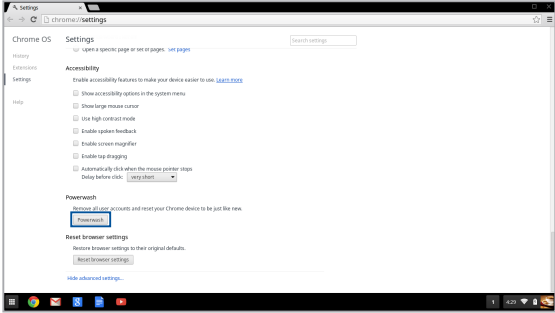 Settings
chrome://settings
Chrome OS
Settings
Search settings
History
Extensions
Settings
Help
Open a specific page or set of pages. Set pages
Accessibility
Enable accessibility features to make your device easier to use. Learn more
Show accessibility options in the system menu
Show large mouse cursor
Use high contrast mode
Enable spoken feedback
Enable screen magnifier
Enable tap dragging
Automatically click when the mouse pointer stops
Delay before click: very short
Powerwash
Remove all user accounts and reset your Chrome device to be just like new.
Powerwash
Reset browser settings
Restore browser settings to their original defaults.
Reset browser settings
Hide advanced settings...
8
1 4:29